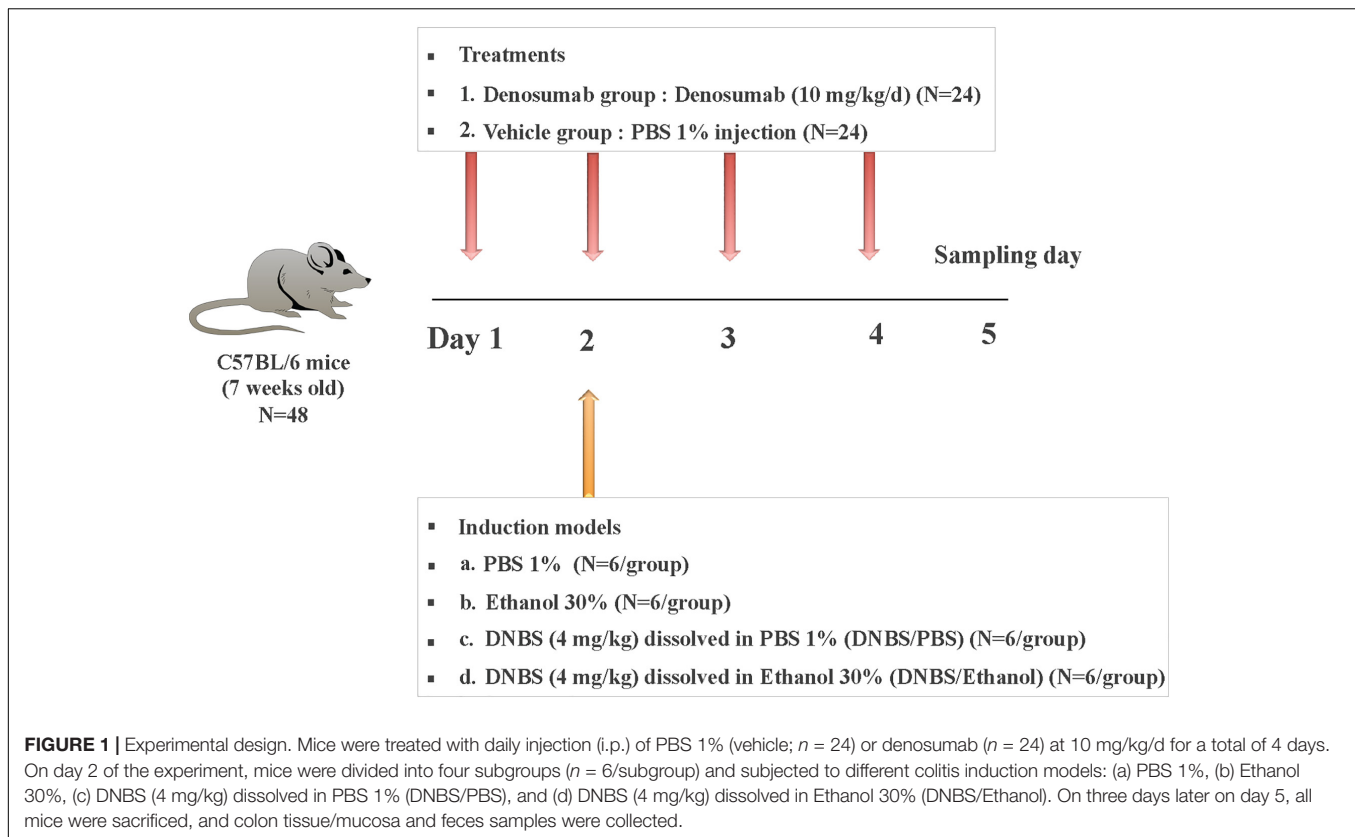 ▪ Treatments
▪ 1. Denosumab group : Denosumab (10 mg/kg/d) (N=24)
▪ 2. Vehicle group : PBS 1% injection (N=24)
Sampling day
Day 1 2 3 4 5
C57BL/6 mice
(7 weeks old)
N=48
▪ Induction models
▪ a. PBS 1% (N=6/group)
▪ b. Ethanol 30% (N=6/group)
▪ c. DNBS (4 mg/kg) dissolved in PBS 1% (DNBS/PBS) (N=6/group)
▪ d. DNBS (4 mg/kg) dissolved in Ethanol 30% (DNBS/Ethanol) (N=6/group)
FIGURE 1 | Experimental design. Mice were treated with daily injection (i.p.) of PBS 1% (vehicle; n = 24) or denosumab (n = 24) at 10 mg/kg/d for a total of 4 days.
On day 2 of the experiment, mice were divided into four subgroups (n = 6/subgroup) and subjected to different colitis induction models: (a) PBS 1%, (b) Ethanol
30%, (c) DNBS (4 mg/kg) dissolved in PBS 1% (DNBS/PBS), and (d) DNBS (4 mg/kg) dissolved in Ethanol 30% (DNBS/Ethanol). On three days later on day 5, all
mice were sacrificed, and colon tissue/mucosa and feces samples were collected.